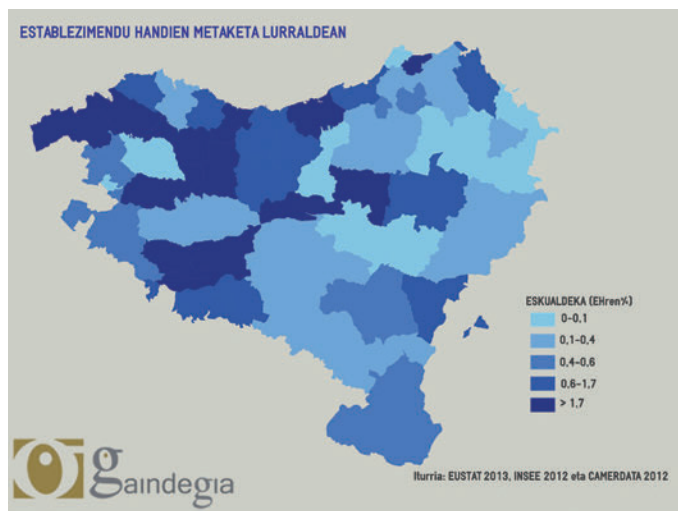 ESTABLEZIMENDU HANDIEN METAKETA LURRALDEAN
ESKUALDEKA (EHren%)
0-0,1
0,1-0,4
0,4-0,6
0,6-1,7
> 1,7
gaindegia
Iturria: EUSTAT 2013, INSEE 2012 eta CAMERDATA 2012